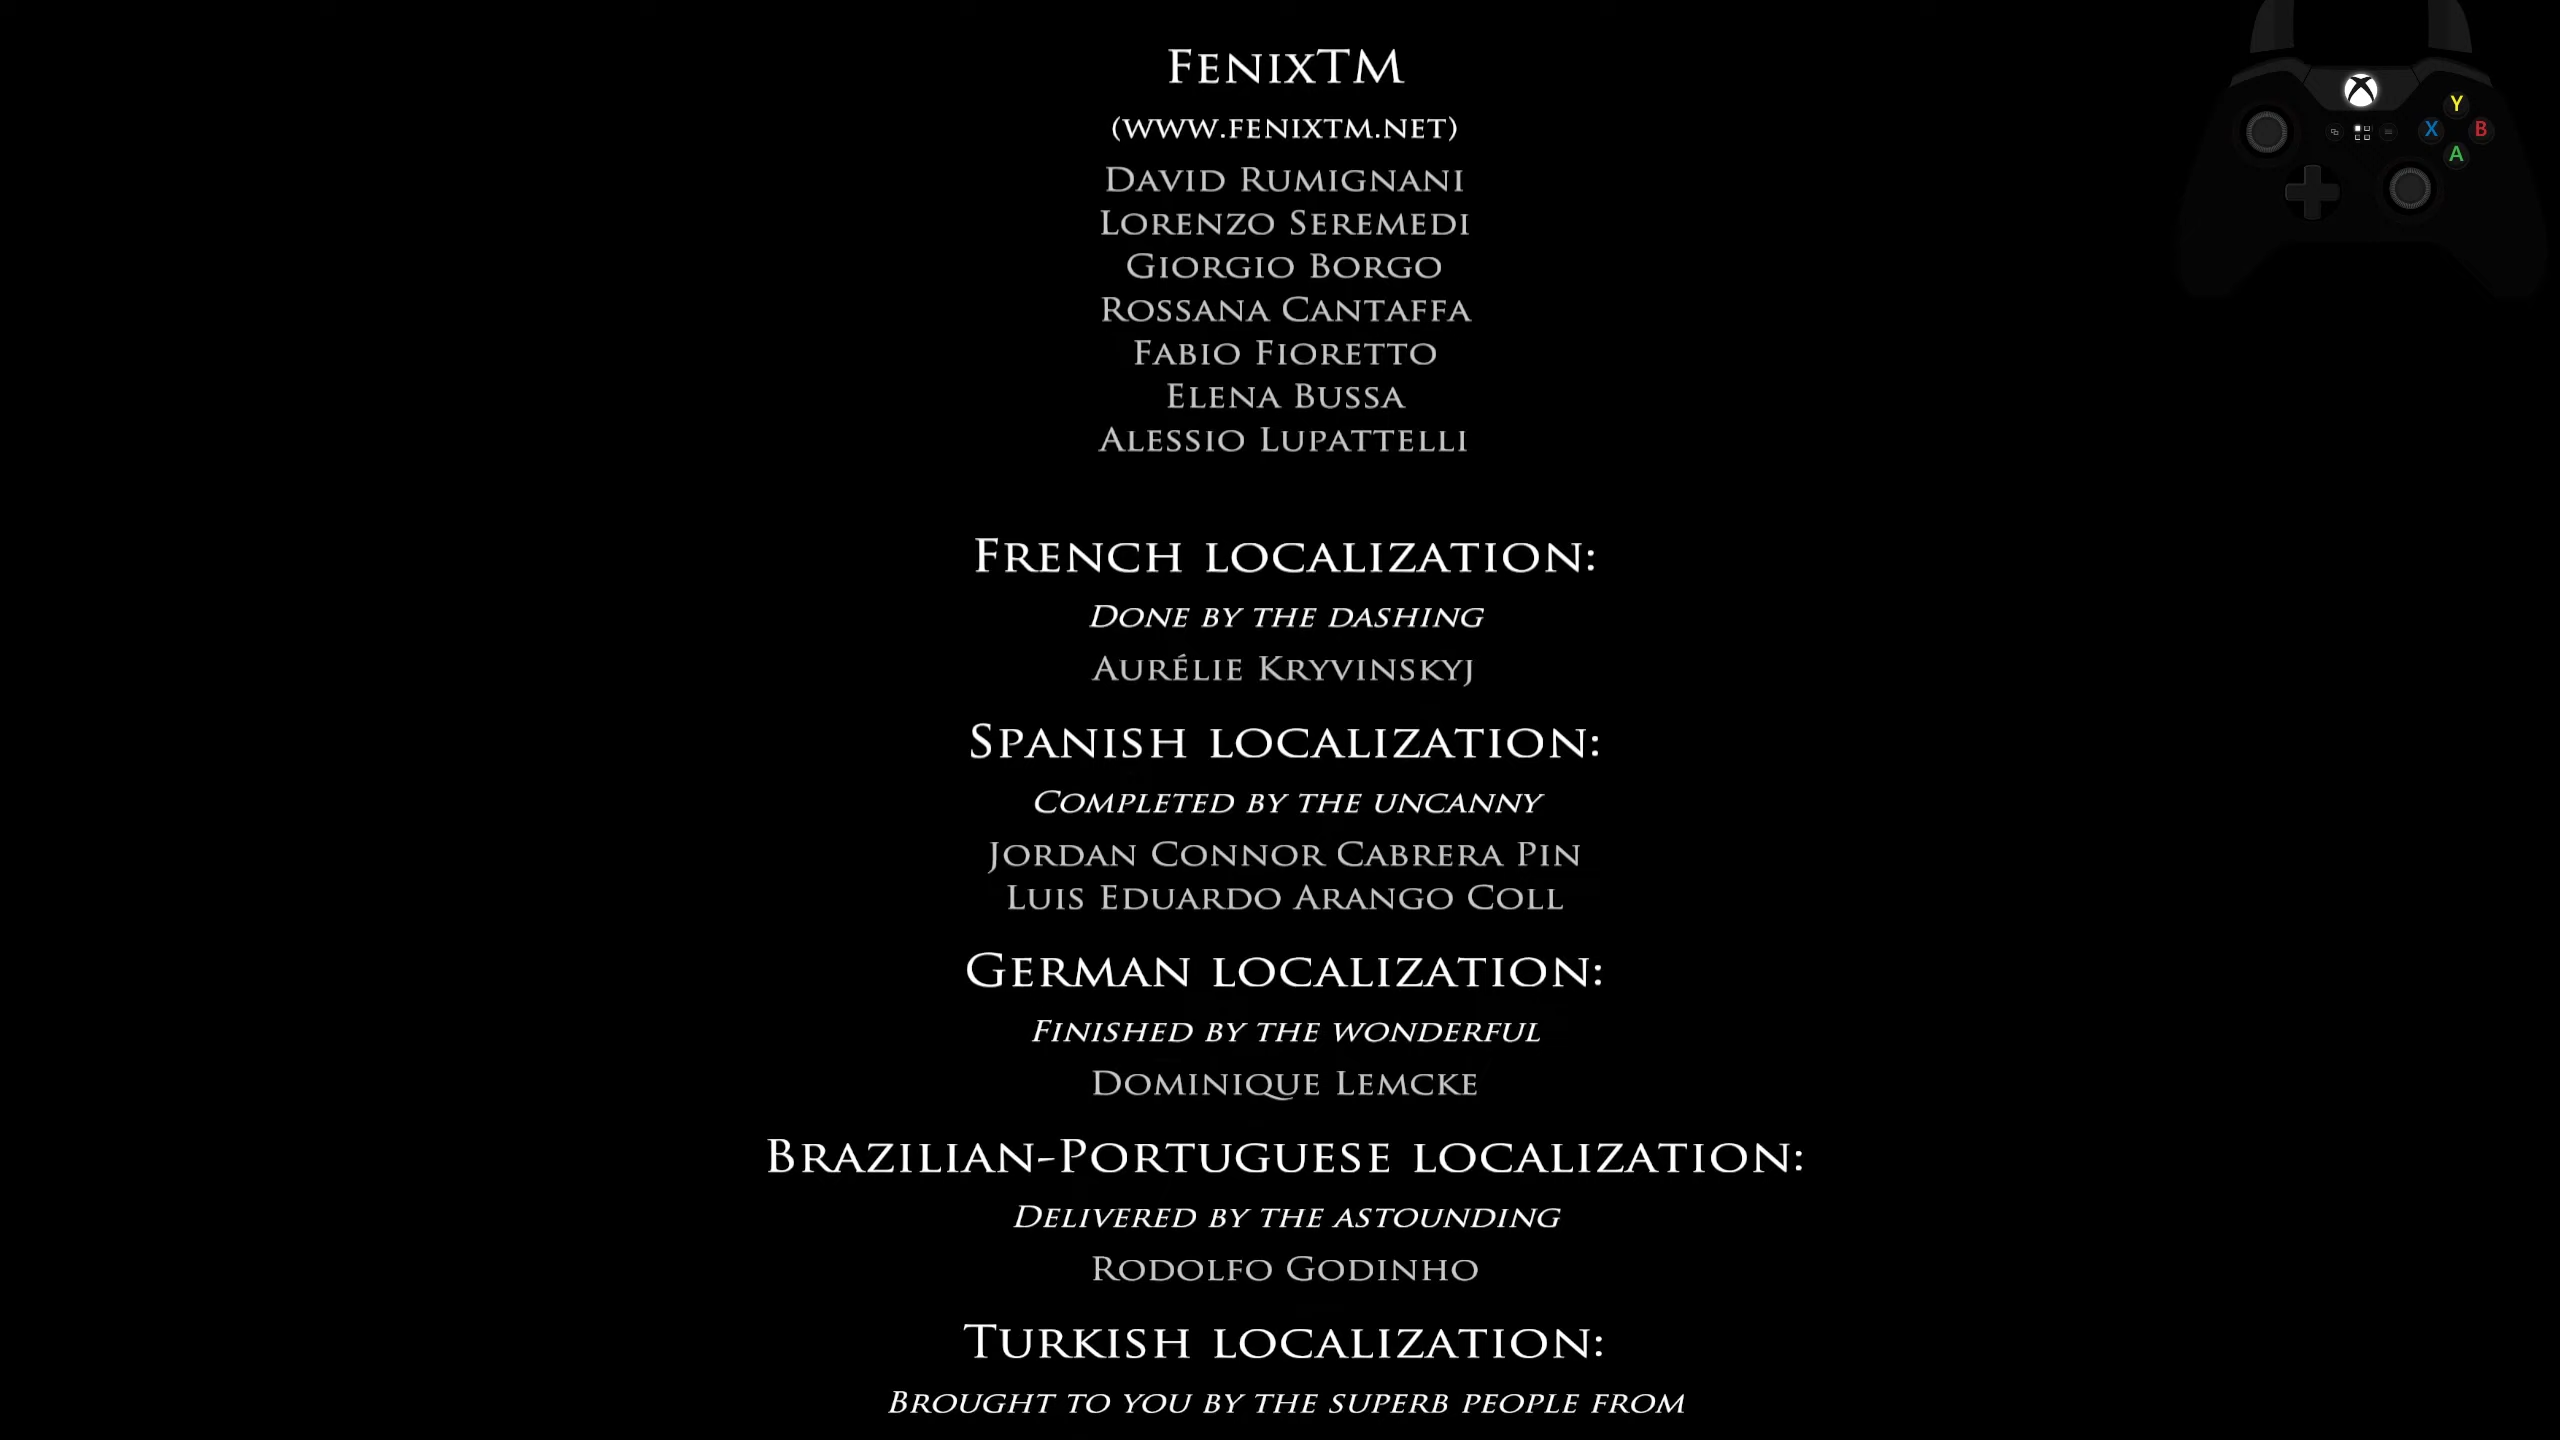 FenixTM
(www.fenixtm.net)
David Rumignani
Lorenzo Seremedi
Giorgio Borgo
Rossana Cantaffa
Fabio Fioretto
Elena Bussa
Alessio Lupattelli
French localization:
Done by the dashing
Aurélie Kryvinskyj
Spanish localization:
Completed by the uncanny
Jordan Connor Cabrera Pin
Luis Eduardo Arango Coll
German localization:
Finished by the wonderful
Dominique Lemcke
Brazilian-Portuguese localization:
Delivered by the astounding
Rodolfo Godinho
Turkish localization:
Brought to you by the superb people from
Y
X
B
A